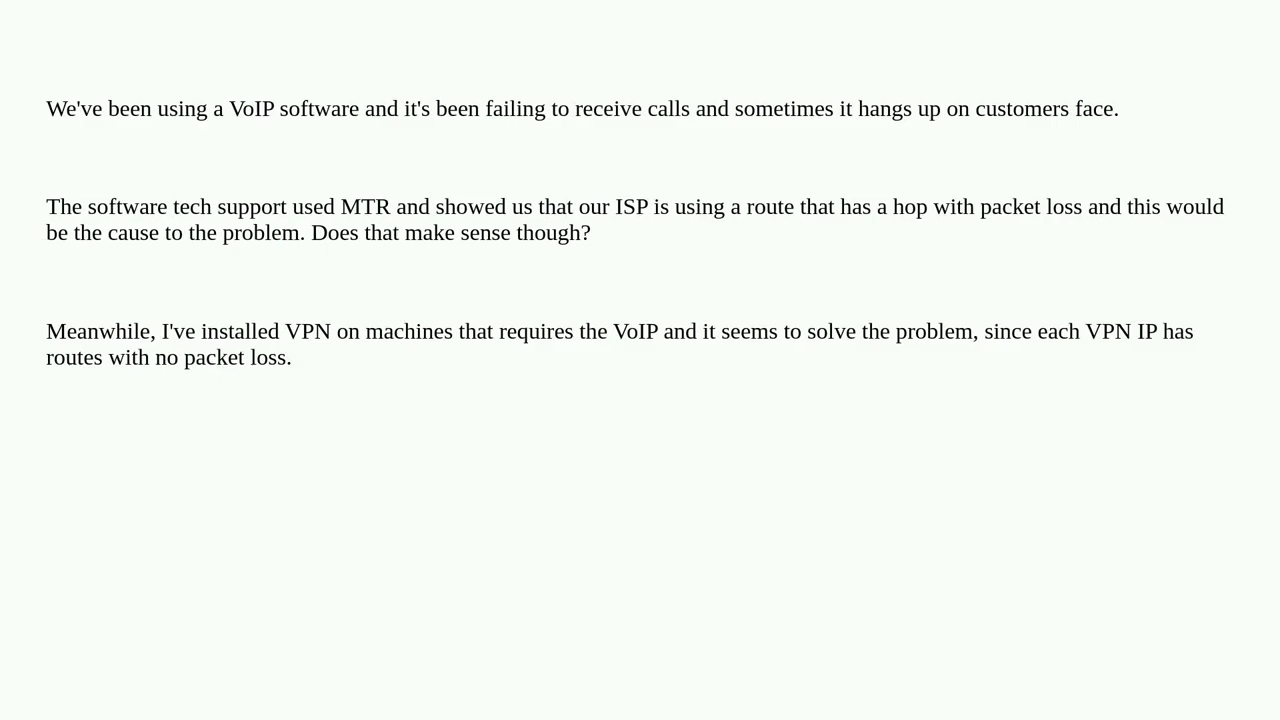 We've been using a VoIP software and it's been failing to receive calls and sometimes it hangs up on customers face.
The software tech support used MTR and showed us that our ISP is using a route that has a hop with packet loss and this would
be the cause to the problem. Does that make sense though?
Meanwhile, I've installed VPN on machines that requires the VoIP and it seems to solve the problem, since each VPN IP has
routes with no packet loss.